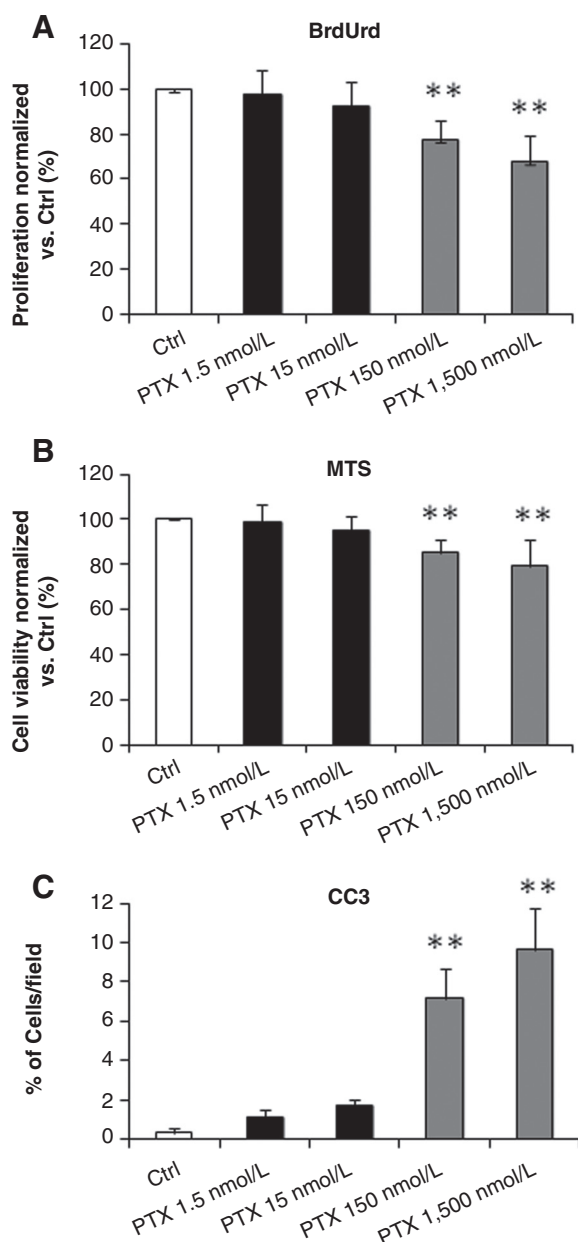 A
BrdUrd
Proliferation normalized
vs. Ctrl (%)
120
100
80
60
40
20
0
**
**
Ctrl
PTX 1.5 nmol/L
PTX 15 nmol/L
PTX 150 nmol/L
PTX 1,500 nmol/L
B
MTS
Cell viability normalized
vs. Ctrl (%)
120
100
80
60
40
20
0
**
**
Ctrl
PTX 1.5 nmol/L
PTX 15 nmol/L
PTX 150 nmol/L
PTX 1,500 nmol/L
C
CC3
% of Cells/field
12
10
8
6
4
2
0
**
**
Ctrl
PTX 1.5 nmol/L
PTX 15 nmol/L
PTX 150 nmol/L
PTX 1,500 nmol/L